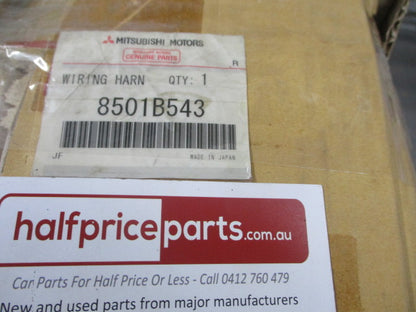 MITSUBISHI MOTORS
GENUINE PARTS
R
WIRING HARN QTY: 1
8501B543
JF MADE IN JAPAN
halfpriceparts.com.au
Car Parts For Half Price Or Less - Call 0412 760 479
New and used parts from major manufacturers